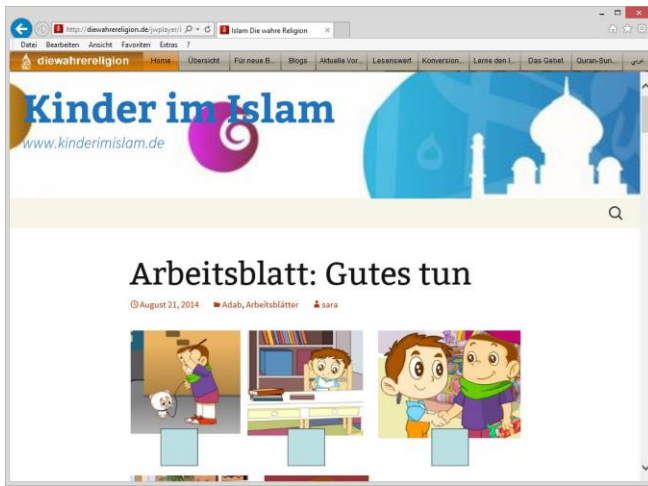 http://diewahrereligion.de/jwplayer/i
Islam Die wahre Religion
Datei Bearbeiten Ansicht Favoriten Extras ?
diewahrereligion Home Übersicht Für neue B... Blogs Aktuelle Vor... Lesenswert Konversion... Lerne den I... Das Gebet Quran-Sun... عربي
Kinder im Islam
www.kinderimislam.de
Arbeitsblatt: Gutes tun
August 21, 2014 Adab, Arbeitsblätter sara